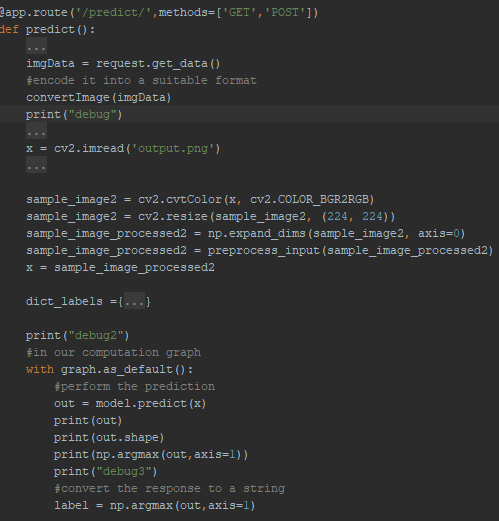 @app.route('/predict/',methods=['GET','POST'])
def predict():
...
imgData = request.get_data()
#encode it into a suitable format
convertImage(imgData)
print("debug")
...
x = cv2.imread('output.png')
...
sample_image2 = cv2.cvtColor(x, cv2.COLOR_BGR2RGB)
sample_image2 = cv2.resize(sample_image2, (224, 224))
sample_image_processed2 = np.expand_dims(sample_image2, axis=0)
sample_image_processed2 = preprocess_input(sample_image_processed2)
x = sample_image_processed2
dict_labels ={...}
print("debug2")
#in our computation graph
with graph.as_default():
#perform the prediction
out = model.predict(x)
print(out)
print(out.shape)
print(np.argmax(out,axis=1))
print("debug3")
#convert the response to a string
label = np.argmax(out,axis=1)